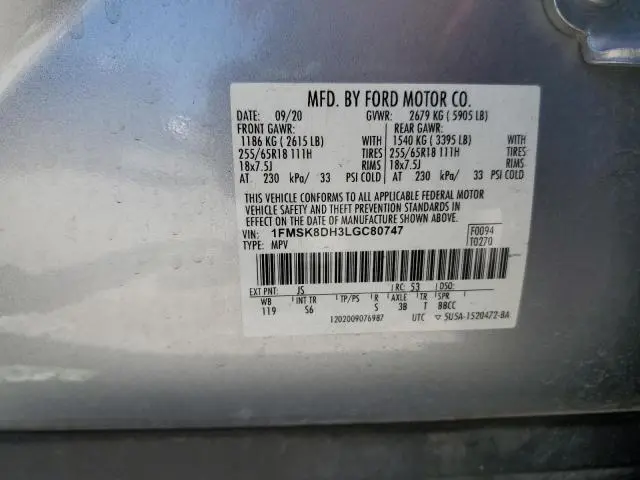 MFD. BY FORD MOTOR CO.
DATE: 09/20 GVWR: 2679 KG ( 5905 LB)
FRONT GAWR: REAR GAWR:
1186 KG ( 2615 LB) WITH 1540 KG ( 3395 LB) WITH
255/65R18 111H TIRES 255/65R18 111H TIRES
18x7.5J RIMS 18x7.5J RIMS
AT 230 kPa/ 33 PSI COLD AT 230 kPa/ 33 PSI COLD
THIS VEHICLE CONFORMS TO ALL APPLICABLE FEDERAL MOTOR
VEHICLE SAFETY AND THEFT PREVENTION STANDARDS IN
EFFECT ON THE DATE OF MANUFACTURE SHOWN ABOVE.
VIN: 1FMSK8DH3LGC80747 F0094
TYPE: MPV T0270
EXT PNT: JS RC: 53 DSO:
WB INT TR TP/PS R AXLE TR SPR
119 S6 S 3B T BBCC
1202009076987 UTC ▽ 5U5A-1520472-BA